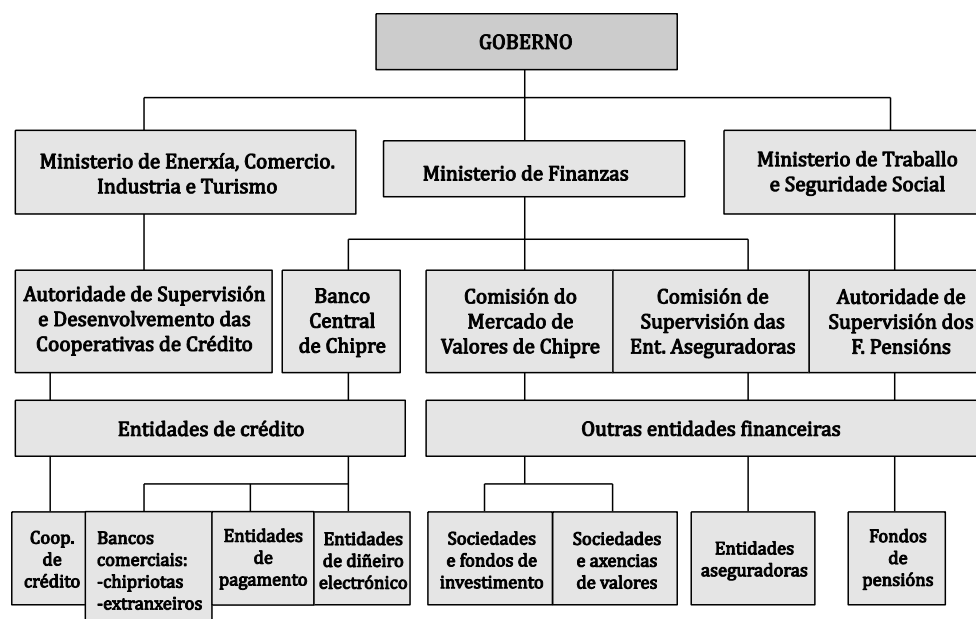 GOBERNO
Ministerio de Enerxía, Comercio.
Industria e Turismo
Ministerio de Finanzas
Ministerio de Traballo
e Seguridade Social
Autoridade de Supervisión
e Desenvolvemento das
Cooperativas de Crédito
Banco
Central
de Chipre
Comisión do
Mercado de
Valores de Chipre
Comisión de
Supervisión das
Ent. Aseguradoras
Autoridade de
Supervisión dos
F. Pensións
Entidades de crédito
Outras entidades financeiras
Coop.
de
crédito
Bancos
comerciais:
-chipriotas
-extranxeiros
Entidades
de
pagamento
Entidades
de diñeiro
electrónico
Sociedades
e fondos de
investimento
Sociedades
e axencias
de valores
Entidades
aseguradoras
Fondos
de
pensións